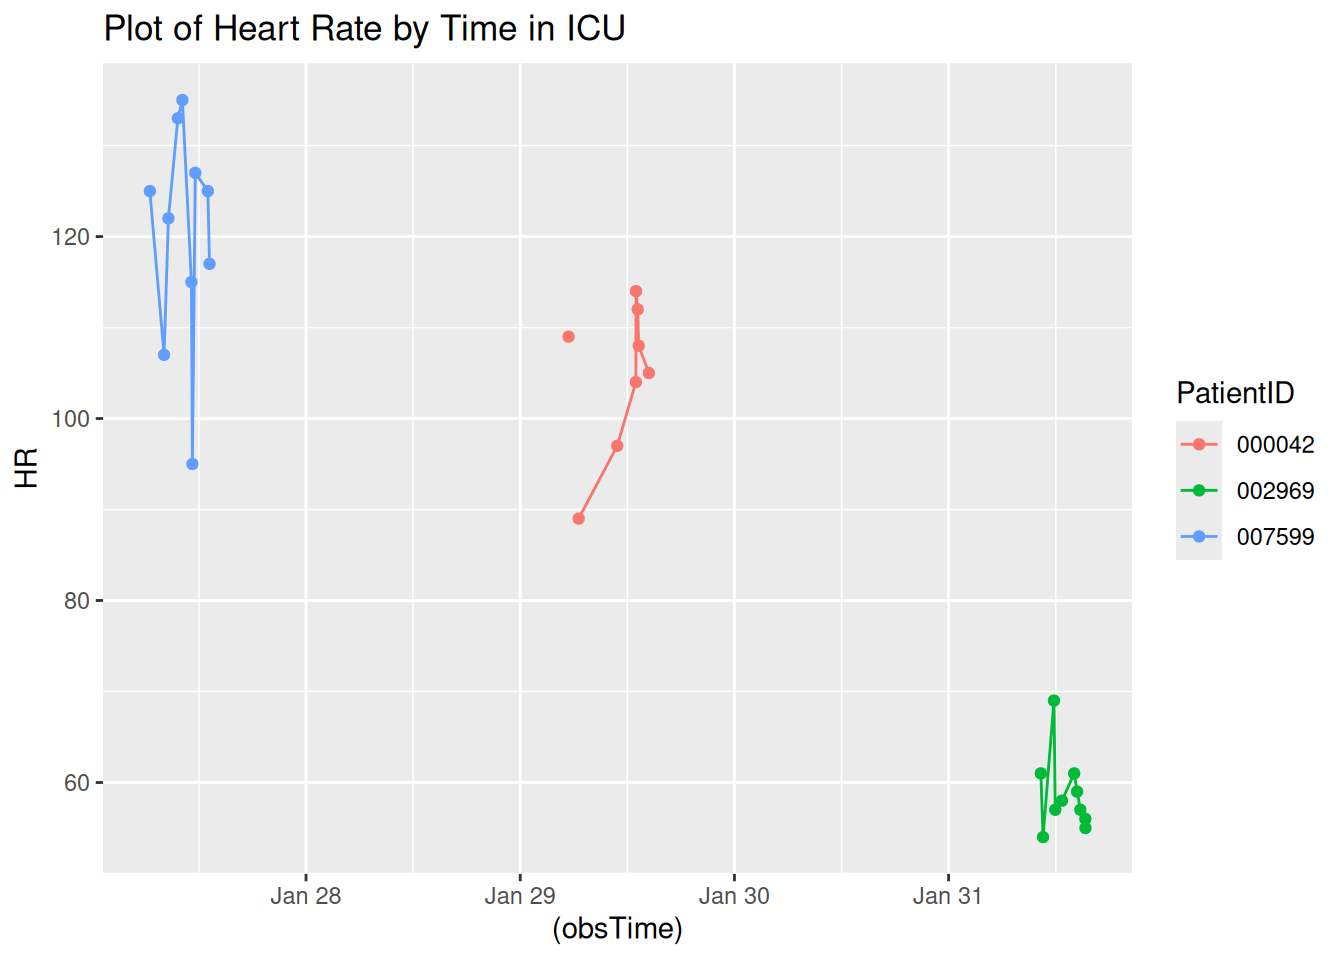 Plot of Heart Rate by Time in ICU
HR
120
100
80
60
Jan 28
Jan 29
Jan 30
Jan 31
(obsTime)
PatientID
000042
002969
007599